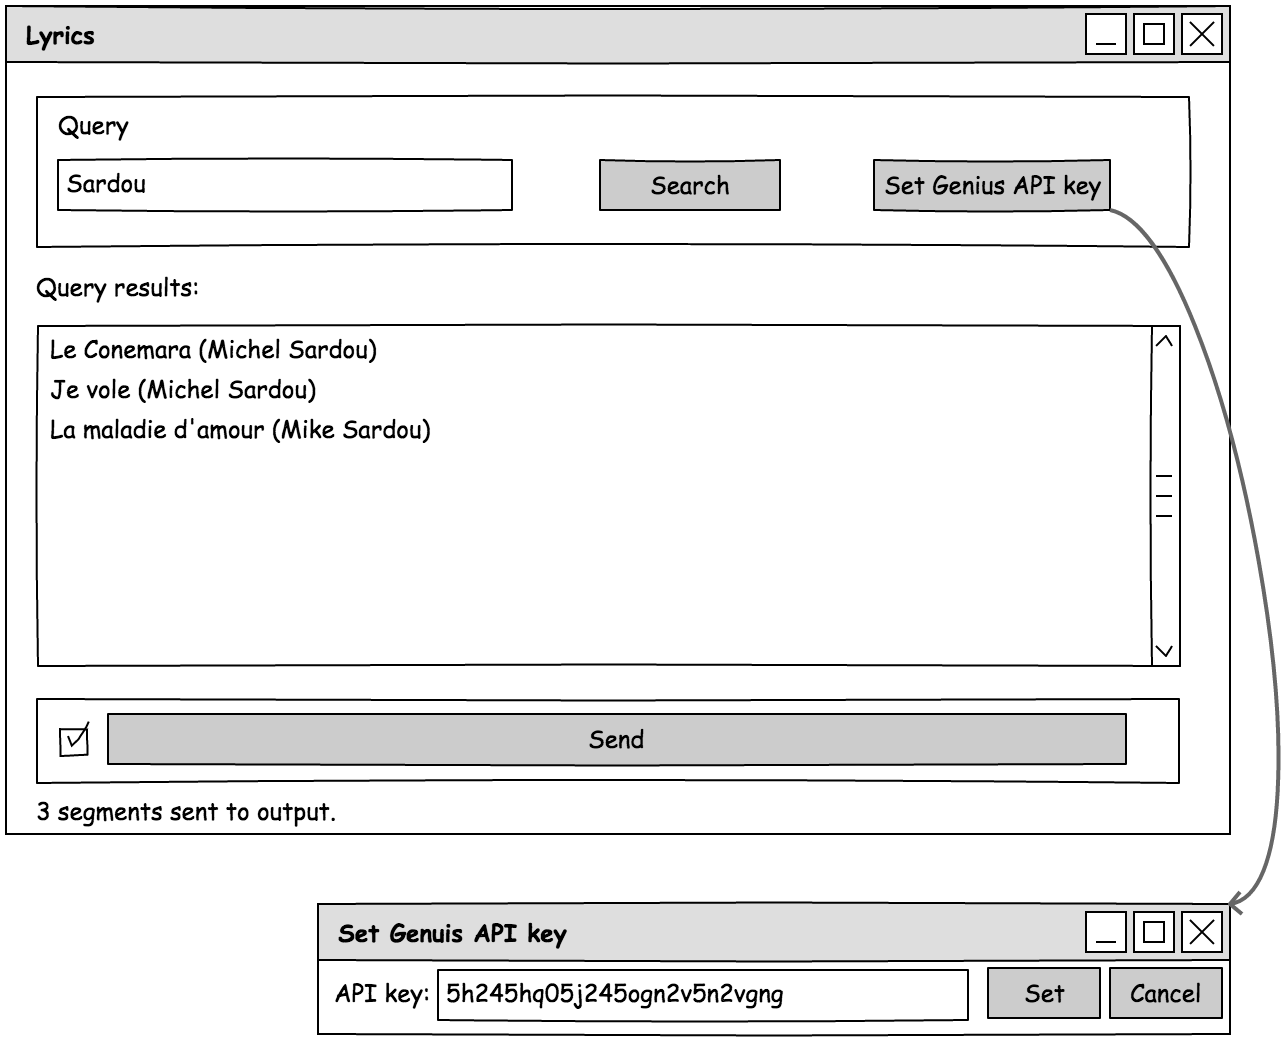 Lyrics
Query
Sardou
Search
Set Genius API key
Query results:
Le Conemara (Michel Sardou)
Je vole (Michel Sardou)
La maladie d'amour (Mike Sardou)
Send
3 segments sent to output.
Set Genuis API key
API key:
5h245hq05j245ogn2v5n2vgng
Set
Cancel